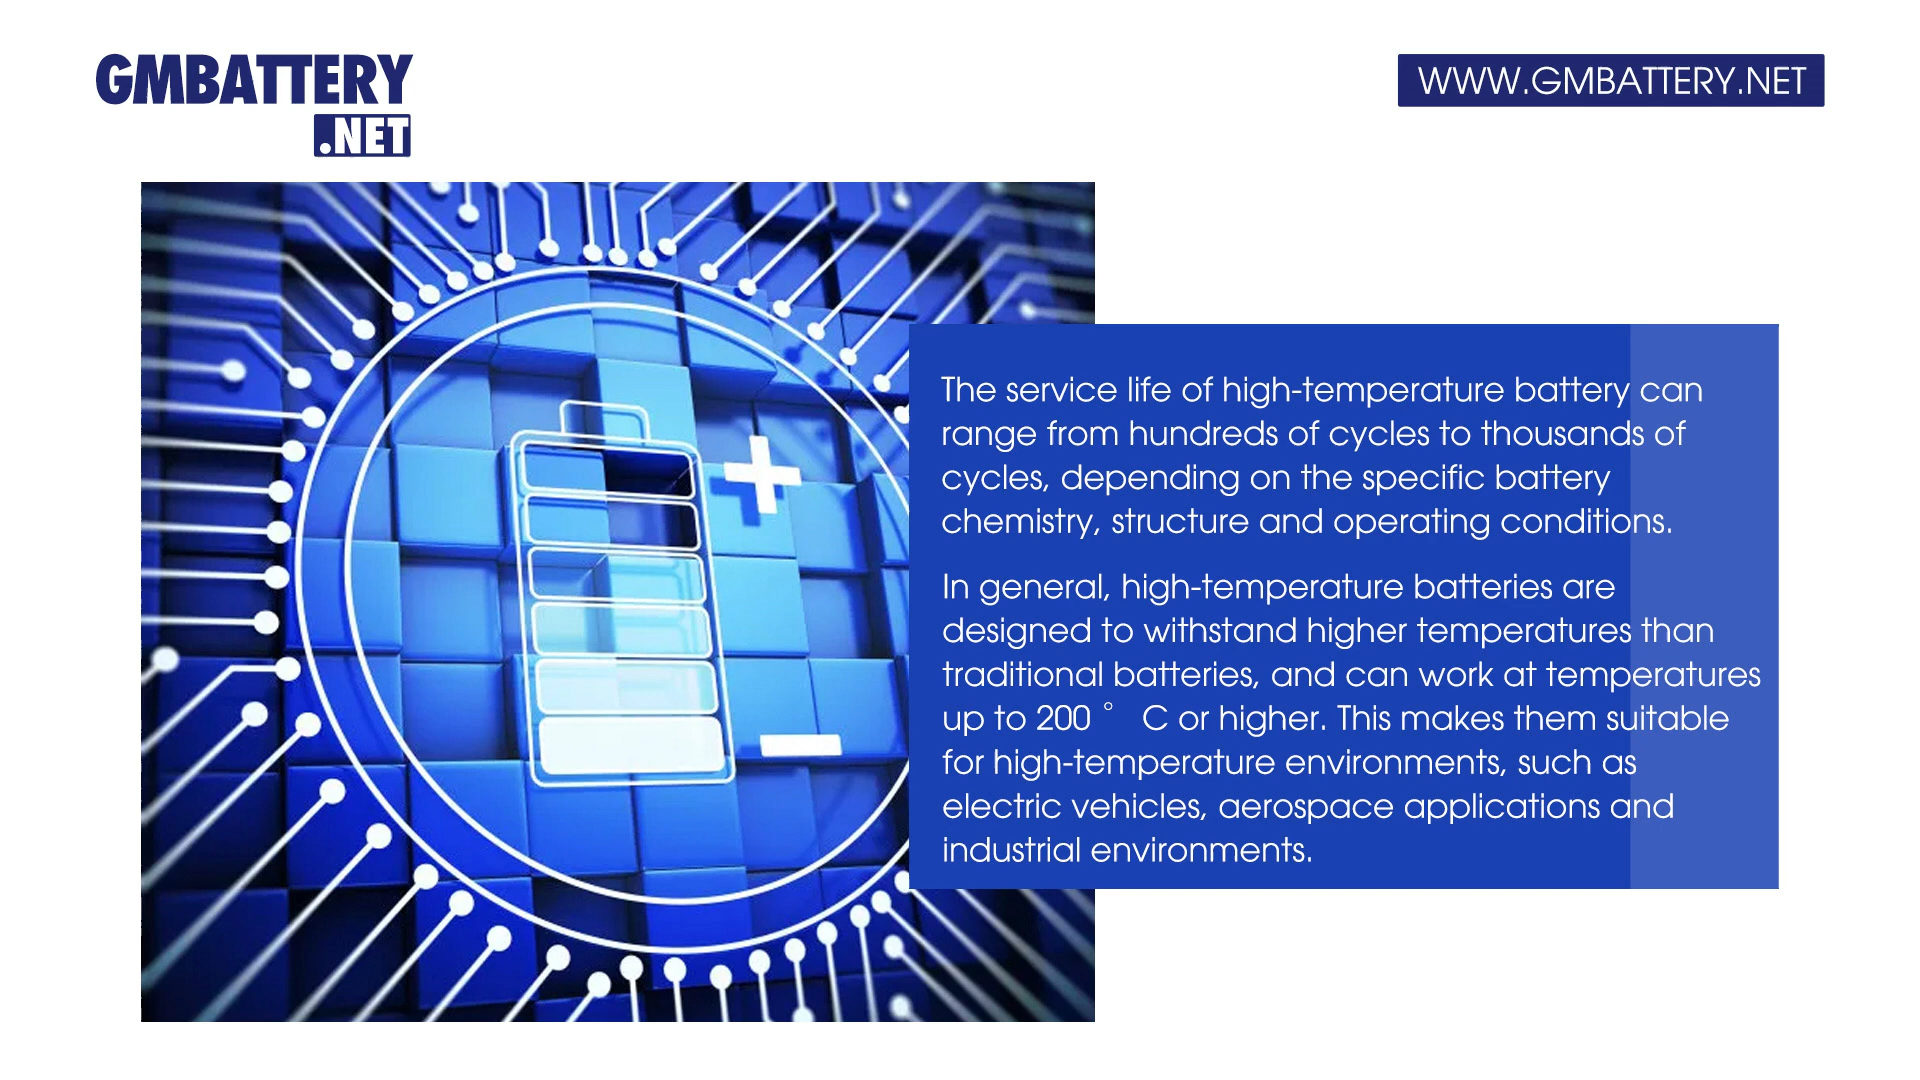 GMBATTERY
.NET
WWW.GMBATTERY.NET
The service life of high-temperature battery can
range from hundreds of cycles to thousands of
cycles, depending on the specific battery
chemistry, structure and operating conditions.
In general, high-temperature batteries are
designed to withstand higher temperatures than
traditional batteries, and can work at temperatures
up to 200 ° C or higher. This makes them suitable
for high-temperature environments, such as
electric vehicles, aerospace applications and
industrial environments.